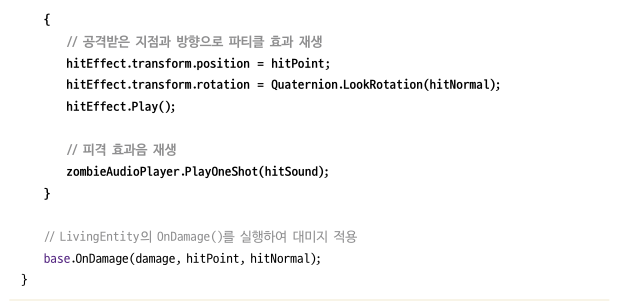 {
// 공격받은 지점과 방향으로 파티클 효과 재생
hitEffect.transform.position = hitPoint;
hitEffect.transform.rotation = Quaternion.LookRotation(hitNormal);
hitEffect.Play();
// 피격 효과음 재생
zombieAudioPlayer.PlayOneShot(hitSound);
}
// LivingEntity의 OnDamage()를 실행하여 대미지 적용
base.OnDamage(damage, hitPoint, hitNormal);
}